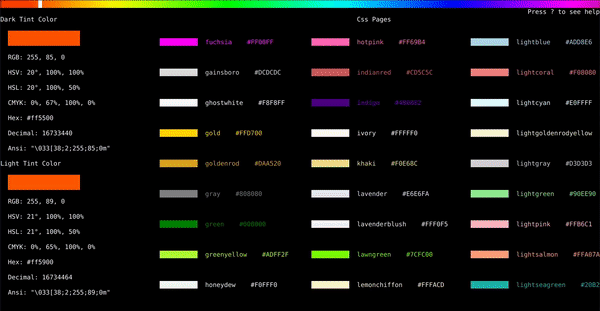 Press ? to see help
Dark Tint Color
Css Pages
RGB: 255, 85, 0
HSV: 20°, 100%, 100%
HSL: 20°, 100%, 50%
CMYK: 0%, 67%, 100%, 0%
Hex: #ff5500
Decimal: 16733440
Ansi: "\033[38;2;255;85;0m"
Light Tint Color
RGB: 255, 89, 0
HSV: 21°, 100%, 100%
HSL: 21°, 100%, 50%
CMYK: 0%, 65%, 100%, 0%
Hex: #ff5900
Decimal: 16734464
Ansi: "\033[38;2;255;89;0m"
fuchsia #FF00FF
gainsboro #DCDCDC
ghostwhite #F8F8FF
gold #FFD700
goldenrod #DAA520
gray #808080
green #008000
greenyellow #ADFF2F
honeydew #F0FFF0
hotpink #FF69B4
indianred #CD5C5C
indigo #4B0082
ivory #FFFFF0
khaki #F0E68C
lavender #E6E6FA
lavenderblush #FFF0F5
lawngreen #7CFC00
lemonchiffon #FFFACD
lightblue #ADD8E6
lightcoral #F08080
lightcyan #E0FFFF
lightgoldenrodyellow
lightgray #D3D3D3
lightgreen #90EE90
lightpink #FFB6C1
lightsalmon #FFA07A
lightseagreen #20B2